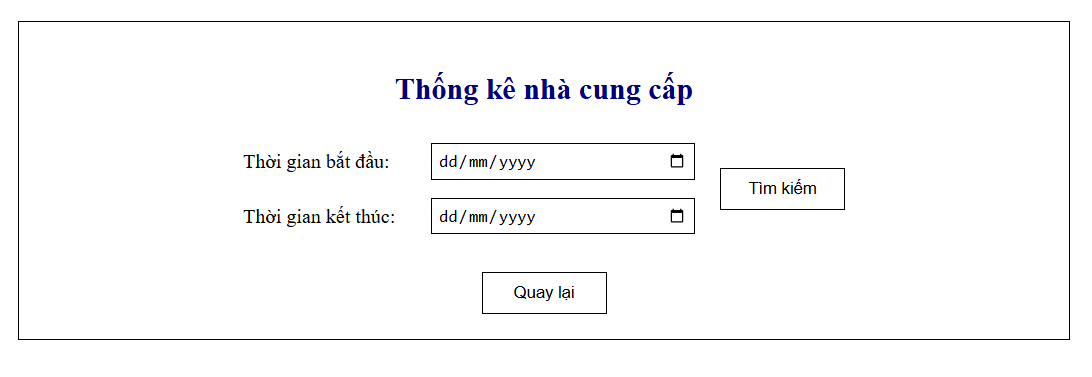 Thống kê nhà cung cấp
Thời gian bắt đầu: dd/mm/yyyy
Tìm kiếm
Thời gian kết thúc: dd/mm/yyyy
Quay lại